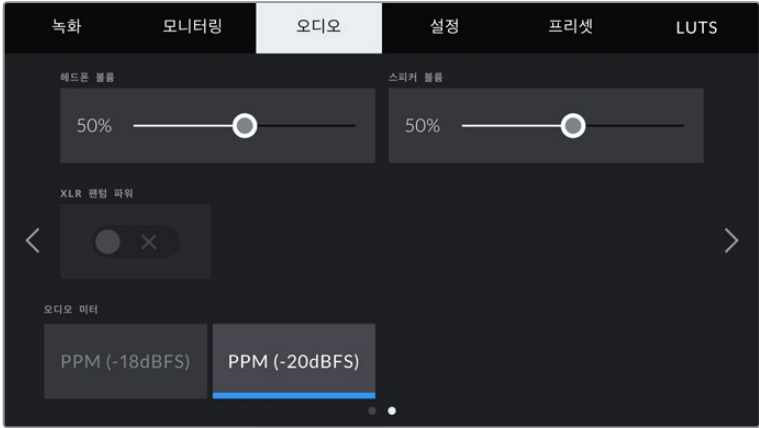 녹화 모니터링 오디오 설정 프리셋 LUTS
헤드폰 볼륨 스피커 볼륨
50% 50%
XLR 팬텀 파워
오디오 미터
PPM (-18dBFS) PPM (-20dBFS)